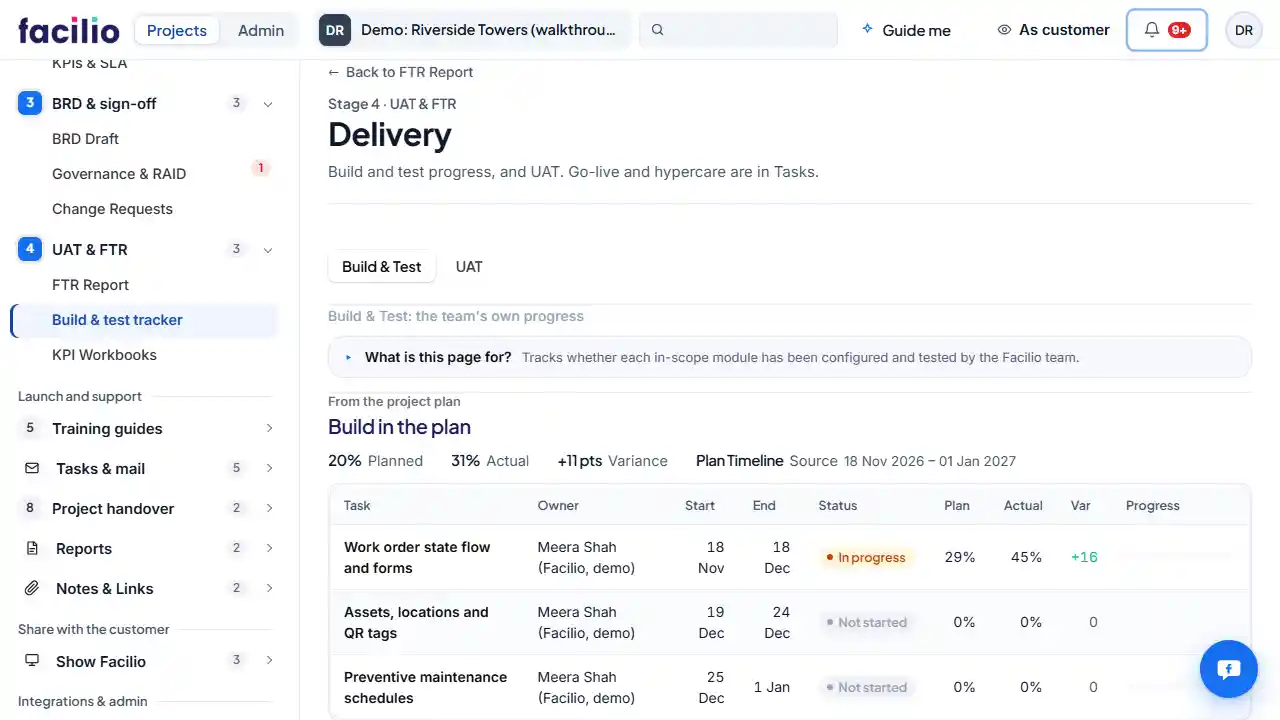 facilio
Projects
Admin
DR
Demo: Riverside Towers (walkthrou...
Guide me
As customer
9+
DR
KPIs & SLA
3 BRD & sign-off 3
BRD Draft
Governance & RAID 1
Change Requests
4 UAT & FTR 3
FTR Report
Build & test tracker
KPI Workbooks
Launch and support
5 Training guides
Tasks & mail 5
8 Project handover 2
Reports 2
Notes & Links 2
Share with the customer
Show Facilio 3
Integrations & admin
← Back to FTR Report
Stage 4 · UAT & FTR
Delivery
Build and test progress, and UAT. Go-live and hypercare are in Tasks.
Build & Test UAT
Build & Test: the team's own progress
What is this page for? Tracks whether each in-scope module has been configured and tested by the Facilio team.
From the project plan
Build in the plan
20% Planned 31% Actual +11 pts Variance Plan Timeline Source 18 Nov 2026 – 01 Jan 2027
Task Owner Start End Status Plan Actual Var Progress
Work order state flow and forms Meera Shah (Facilio, demo) 18 Nov 18 Dec In progress 29% 45% +16
Assets, locations and QR tags Meera Shah (Facilio, demo) 19 Dec 24 Dec Not started 0% 0% 0
Preventive maintenance schedules Meera Shah (Facilio, demo) 25 Dec 1 Jan Not started 0% 0% 0